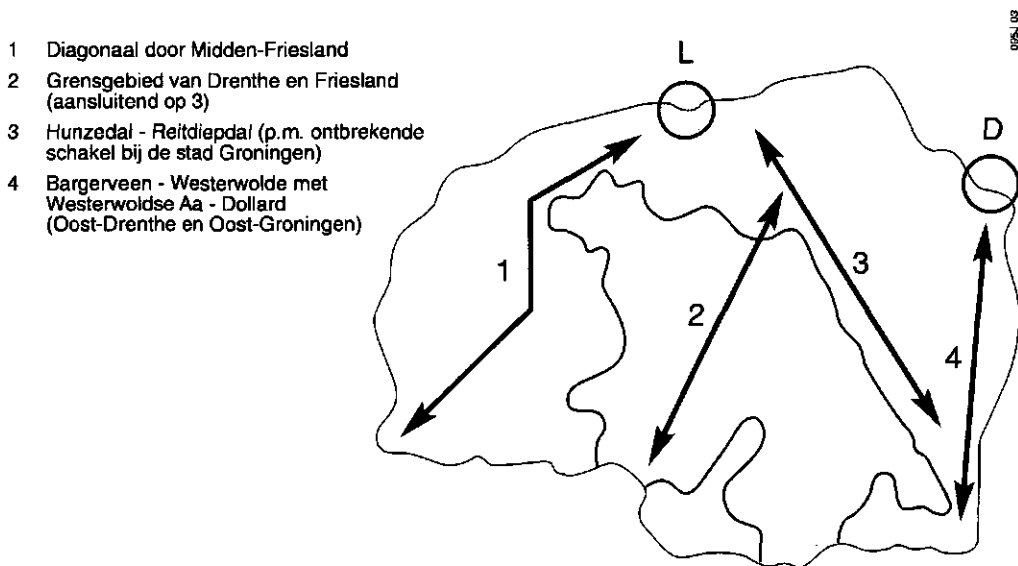 1 Diagonaal door Midden-Friesland
2 Grensgebied van Drenthe en Friesland
(aansluitend op 3)
3 Hunzedal - Reitdiepdal (p.m. ontbrekende
schakel bij de stad Groningen)
4 Bargerveen - Westerwolde met
Westerwoldse Aa - Dollard
(Oost-Drenthe en Oost-Groningen)
L
D
1
2
3
4